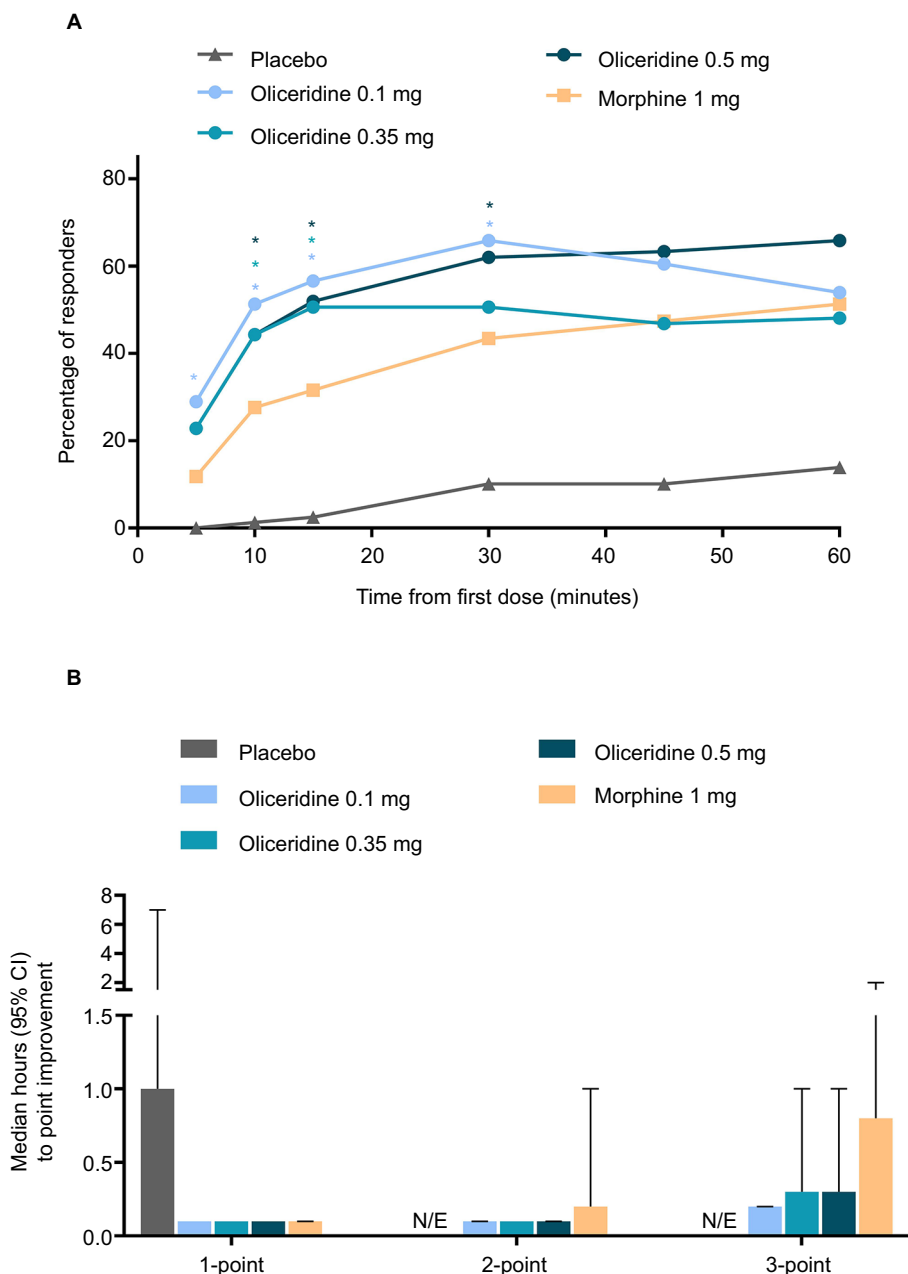 A
Placebo
Oliceridine 0.5 mg
Oliceridine 0.1 mg
Morphine 1 mg
Oliceridine 0.35 mg
80
60
40
20
0
Percentage of responders
* * * * * * * * *
0 10 20 30 40 50 60
Time from first dose (minutes)
B
Placebo
Oliceridine 0.5 mg
Oliceridine 0.1 mg
Morphine 1 mg
Oliceridine 0.35 mg
Median hours (95% CI)
to point improvement
8
6
4
2
1.5
1.0
0.5
0.0
N/E
N/E
1-point 2-point 3-point